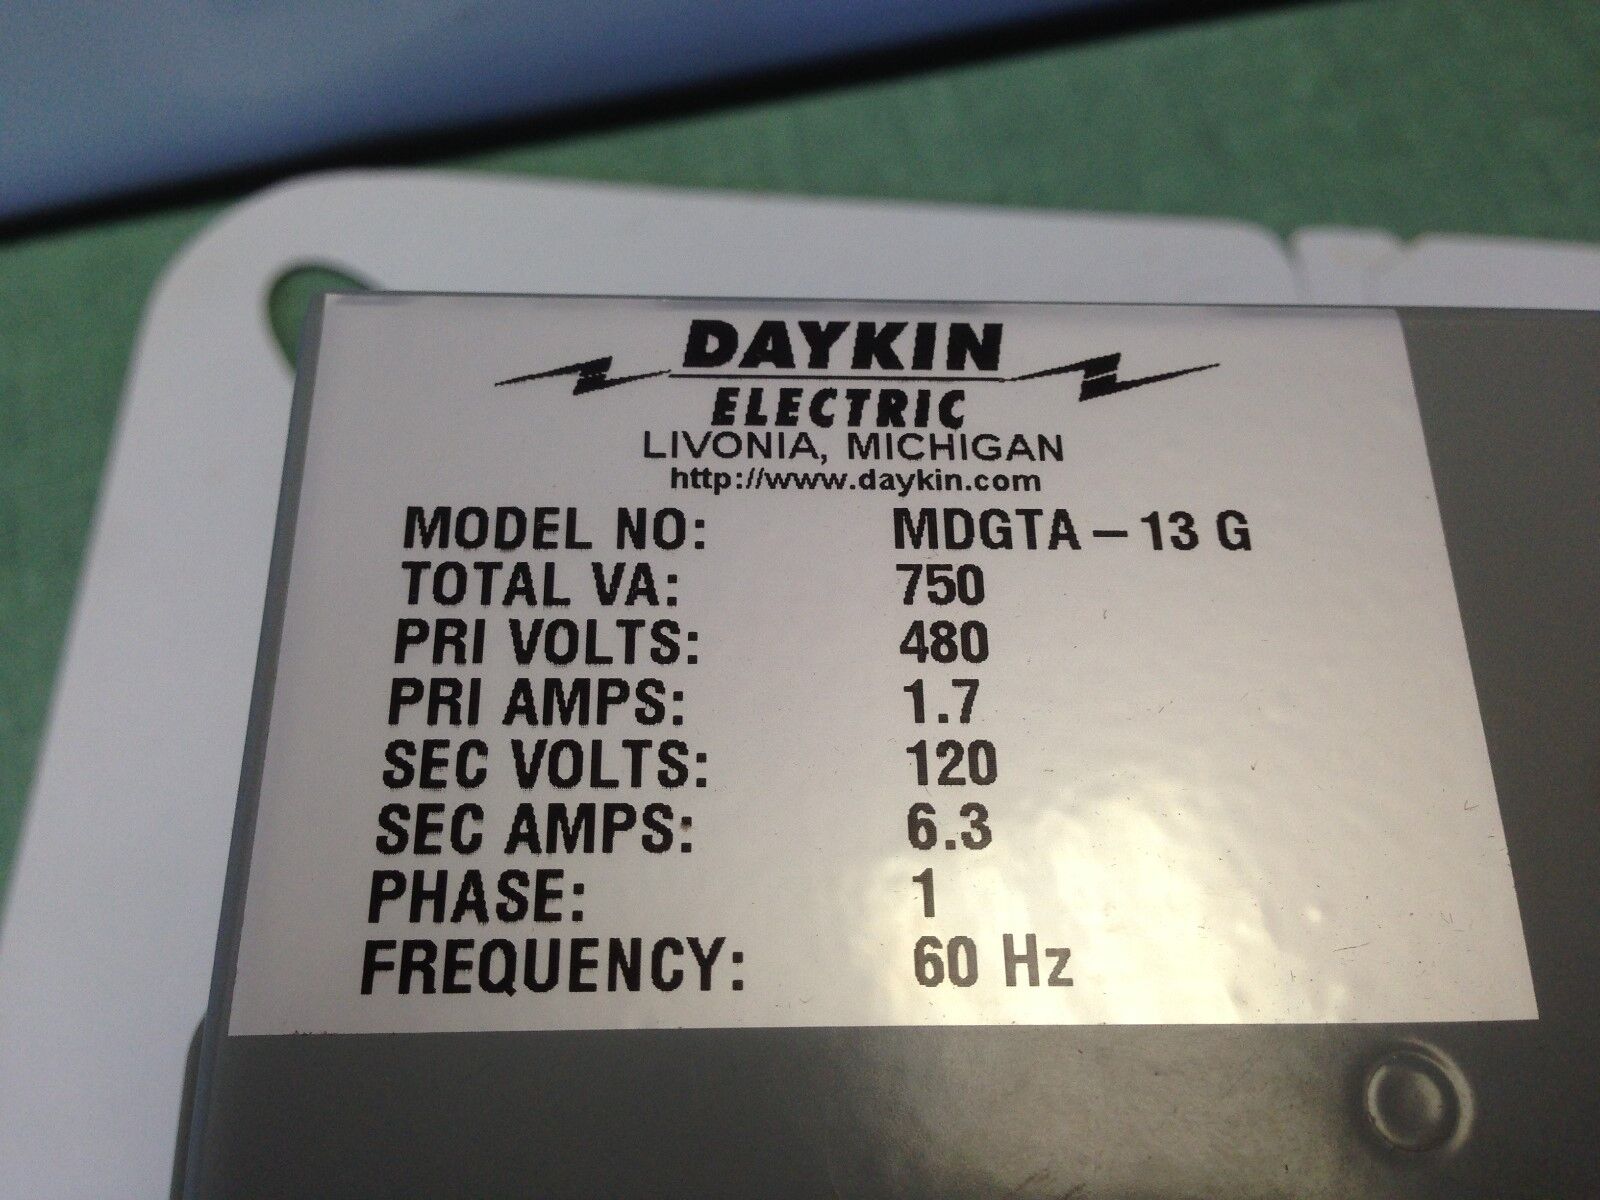 DAYKIN
ELECTRIC
LIVONIA, MICHIGAN
http://www.daykin.com
MODEL NO: MDGTA – 13 G
TOTAL VA: 750
PRI VOLTS: 480
PRI AMPS: 1.7
SEC VOLTS: 120
SEC AMPS: 6.3
PHASE: 1
FREQUENCY: 60 Hz